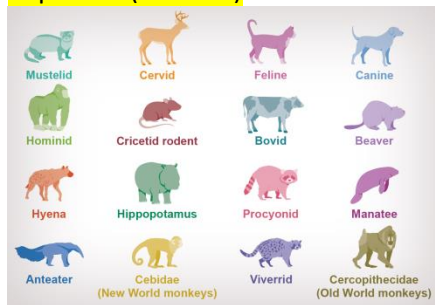 Mustelid
Cervid
Feline
Canine
Hominid
Cricetid rodent
Bovid
Beaver
Hyena
Hippopotamus
Procyonid
Manatee
Anteater
Cebidae
(New World monkeys)
Viverrid
Cercopithecidae
(Old World monkeys)